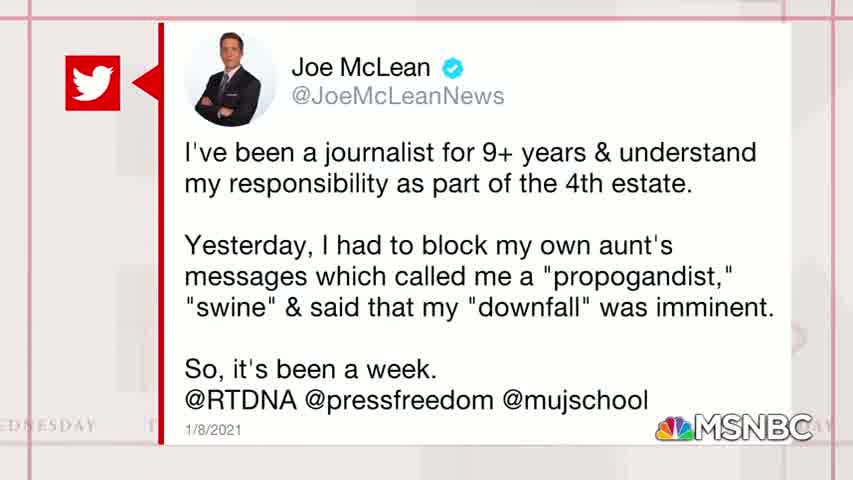 Joe McLean
@JoeMcLeanNews
I've been a journalist for 9+ years & understand
my responsibility as part of the 4th estate.
Yesterday, I had to block my own aunt's
messages which called me a "propogandist,"
"swine" & said that my "downfall" was imminent.
So, it's been a week.
@RTDNA @pressfreedom @mujschool
1/8/2021
MSNBC
EDNESDAY